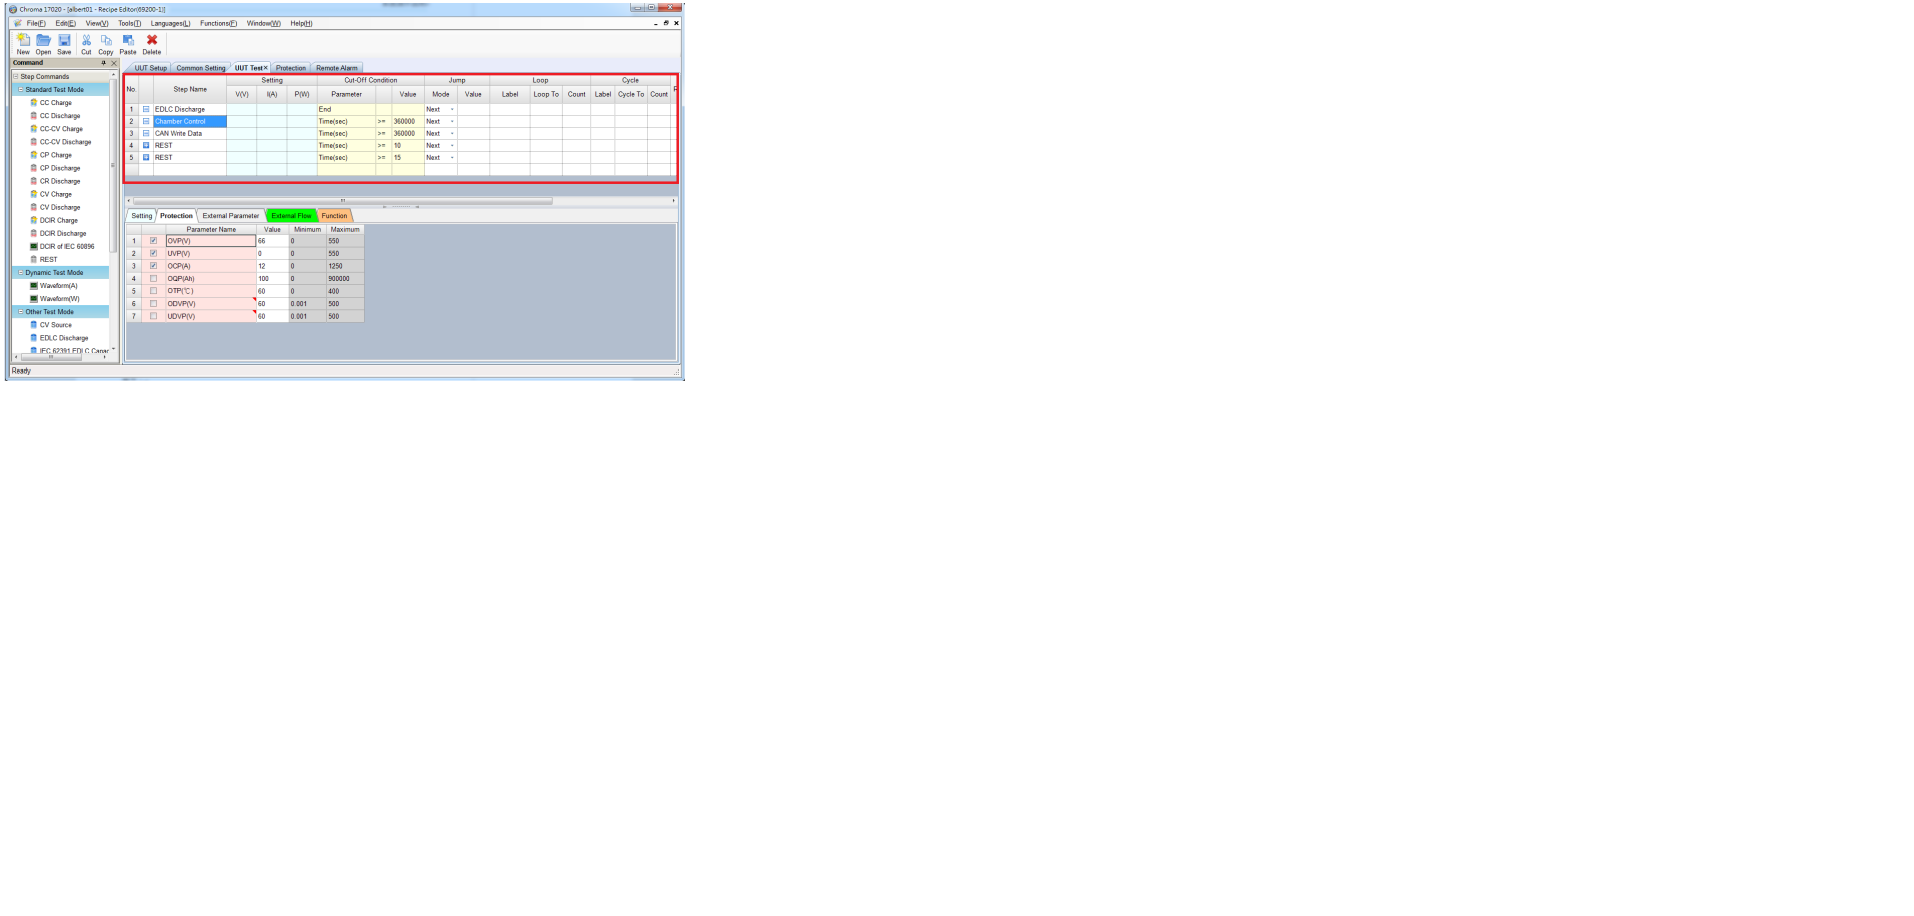 Chroma 17020 - [albert01 - Recipe Editor(69200-1)]
File(F) Edit(E) View(V) Tools(T) Languages(L) Functions(F) Window(W) Help(H)
New Open Save Cut Copy Paste Delete
Command
UUT Setup Common Setting UUT Test× Protection Remote Alarm
Step Commands
Standard Test Mode
CC Charge
CC Discharge
CC-CV Charge
CC-CV Discharge
CP Charge
CP Discharge
CR Discharge
CV Charge
CV Discharge
DCIR Charge
DCIR Discharge
DCIR of IEC 60896
REST
Dynamic Test Mode
Waveform(A)
Waveform(W)
Other Test Mode
CV Source
EDLC Discharge
IEC 62391 EDLC Capac
Setting Cut-Off Condition Jump Loop Cycle
No. Step Name V(V) I(A) P(W) Parameter Value Mode Value Label Loop To Count Label Cycle To Count
1 EDLC Discharge End Next
2 Chamber Control Time(sec) >= 360000 Next
3 CAN Write Data Time(sec) >= 360000 Next
4 REST Time(sec) >= 10 Next
5 REST Time(sec) >= 15 Next
Setting Protection External Parameter External Flow Function
Parameter Name Value Minimum Maximum
1 OVP(V) 66 0 550
2 UVP(V) 0 0 550
3 OCP(A) 12 0 1250
4 OQP(Ah) 100 0 900000
5 OTP(℃) 60 0 400
6 ODVP(V) 60 0.001 500
7 UDVP(V) 60 0.001 500
Ready